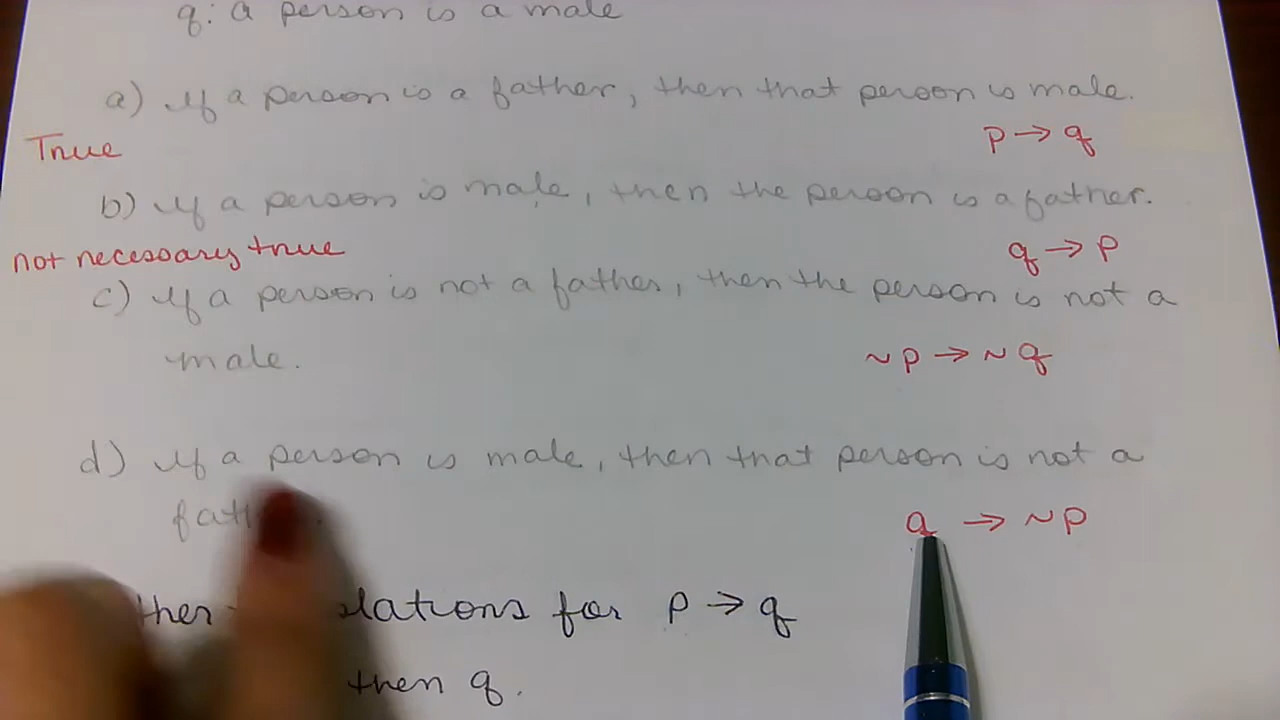 q: a person is a male
a) If a person is a father, then that person is male.
p → q
True
b) If a person is male, then the person is a father.
not necessary true
q → p
c) If a person is not a father, then the person is not a
male.
~p → ~q
d) If a person is male, then that person is not a
q → ~p
for p → q
then q.